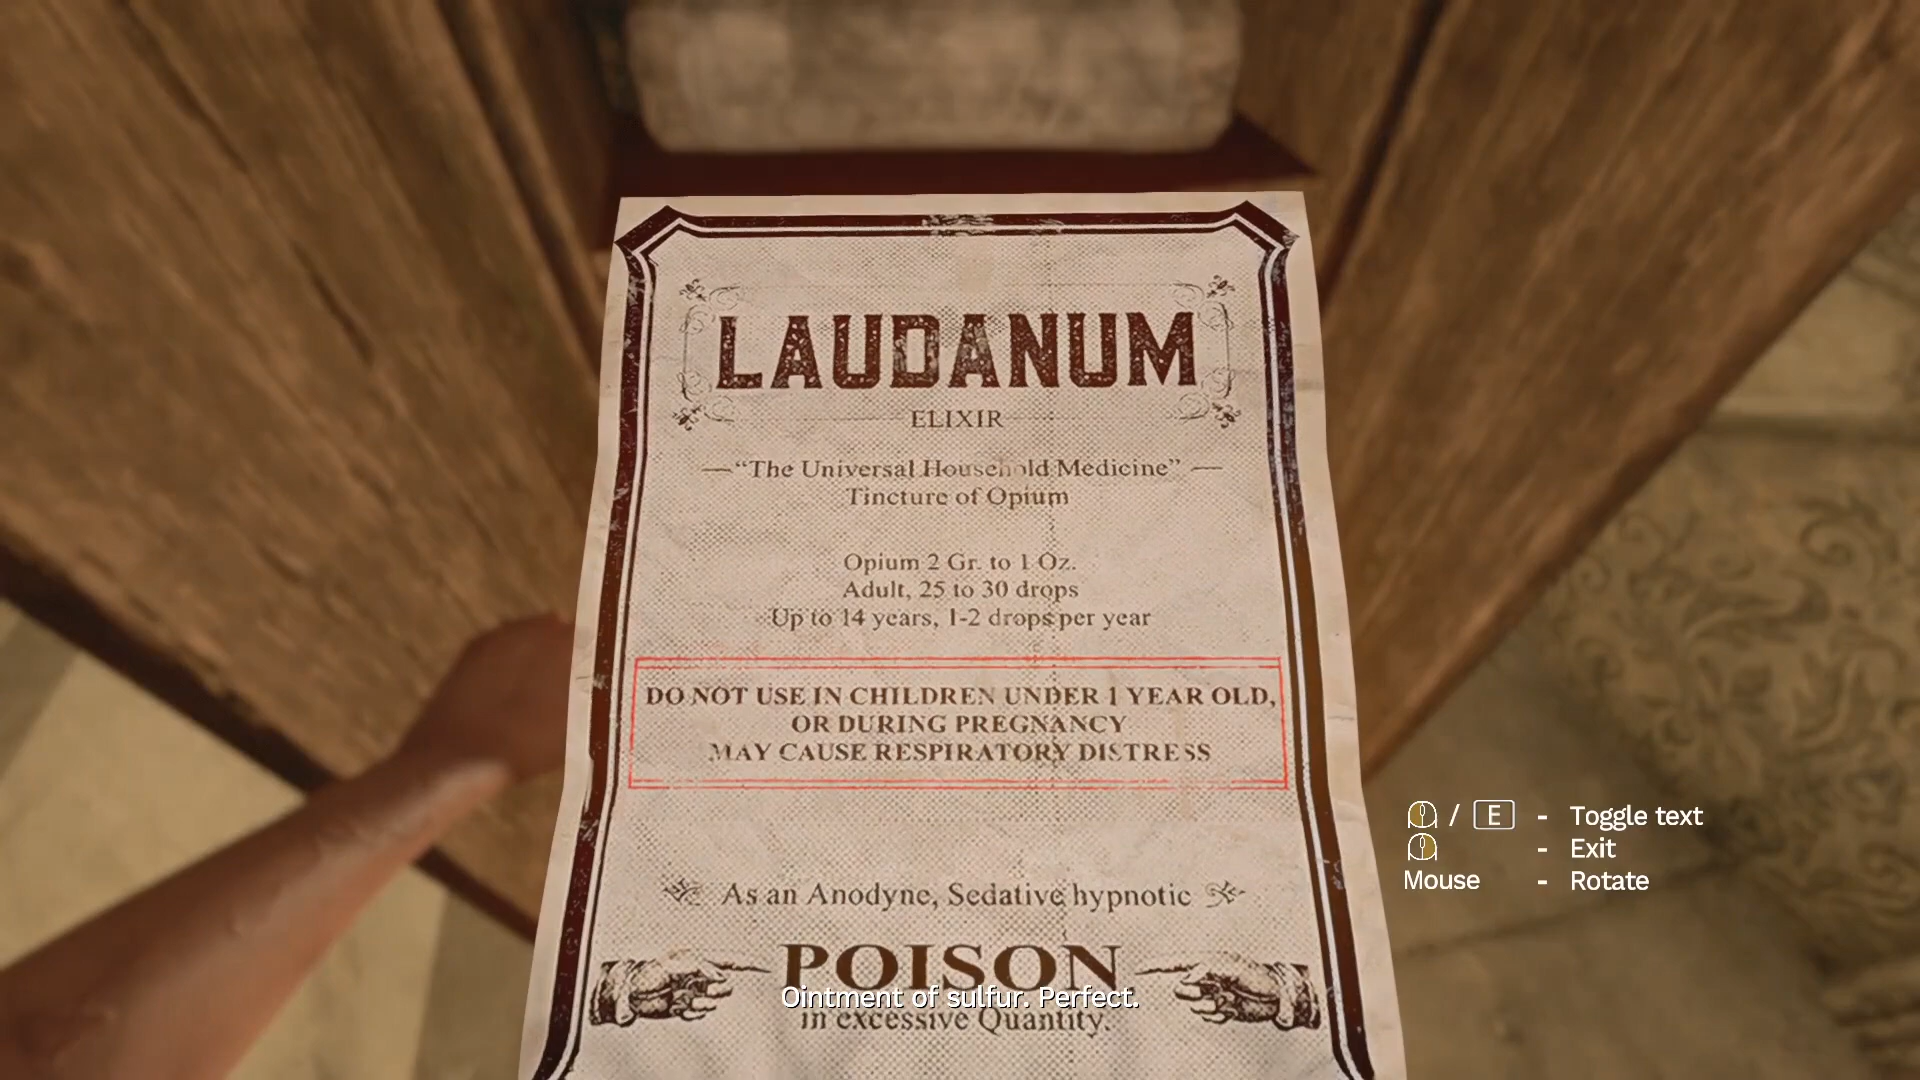 LAUDANUM
ELIXIR
—"The Universal Household Medicine"—
Tincture of Opium
Opium 2 Gr. to 1 Oz.
Adult, 25 to 30 drops
Up to 14 years, 1-2 drops per year
DO NOT USE IN CHILDREN UNDER 1 YEAR OLD,
OR DURING PREGNANCY
MAY CAUSE RESPIRATORY DISTRESS
As an Anodyne, Sedative hypnotic
POISON
Ointment of sulfur. Perfect.
in excessive Quantity.
/ E - Toggle text
- Exit
Mouse - Rotate